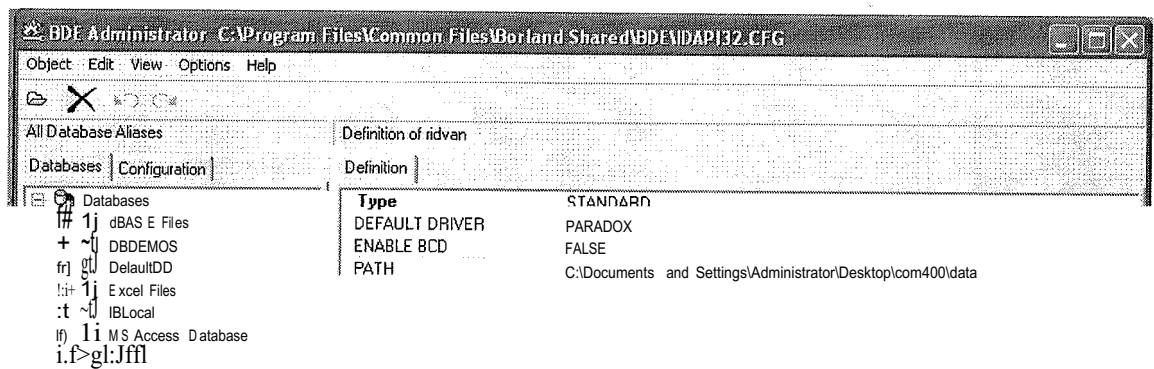 BDE Administrator C:\Program Files\Common Files\Borland Shared\BDE\IDAPI32.CFG
Object Edit View Options Help
All Database Aliases
Definition of ridvan
Databases Configuration
Definition
Databases
dBAS E Files
DBDEMOS
DelaultDD
Excel Files
IBLocal
MS Access Database
Type STANDARD
DEFAULT DRIVER PARADOX
ENABLE BCD FALSE
PATH C:\Documents and Settings\Administrator\Desktop\com400\data